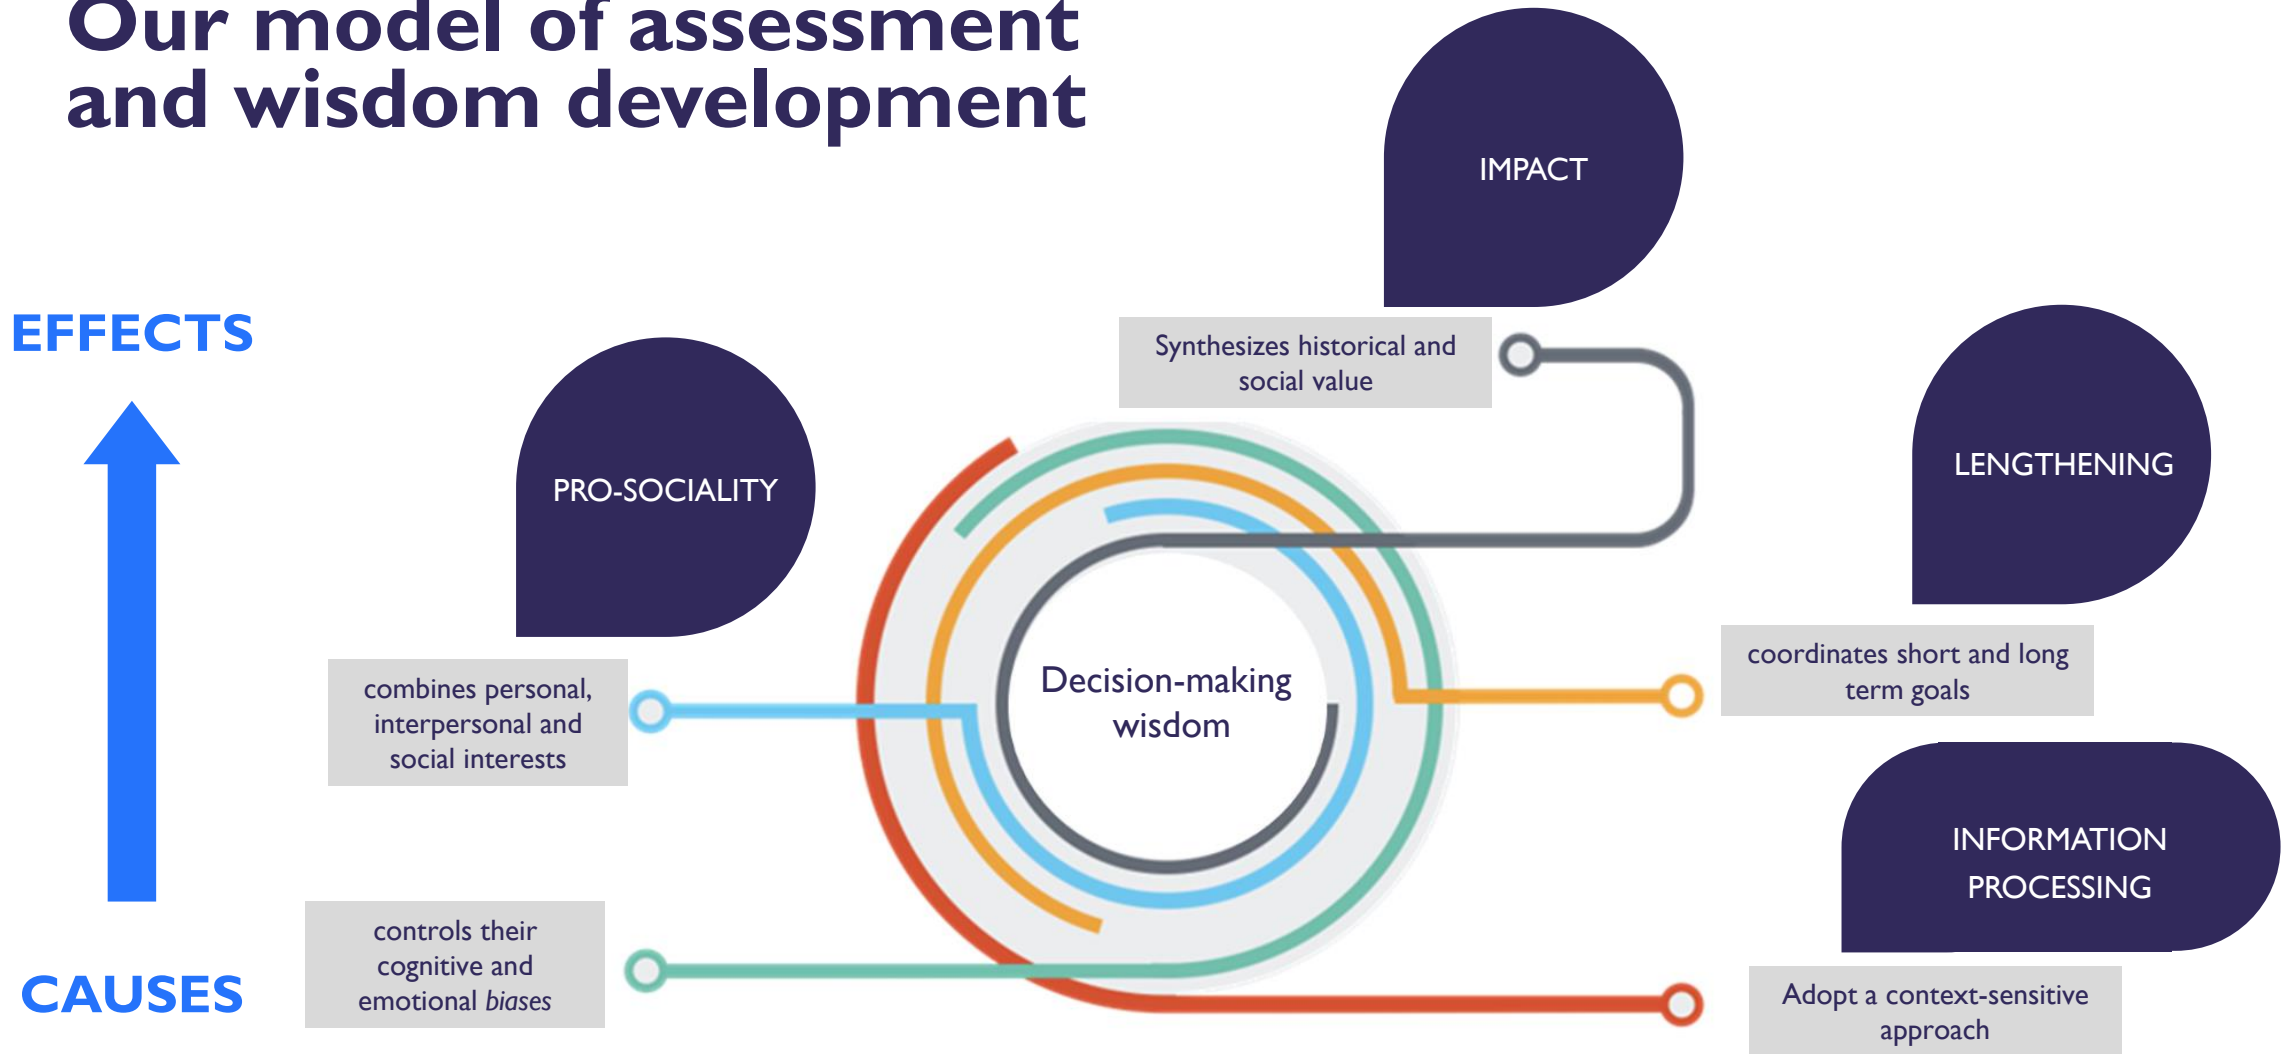 Our model of assessment
and wisdom development
IMPACT
EFFECTS
Synthesizes historical and
social value
PRO-SOCIALITY
LENGTHENING
combines personal,
interpersonal and
social interests
Decision-making
wisdom
coordinates short and long
term goals
INFORMATION
PROCESSING
controls their
cognitive and
emotional biases
CAUSES
Adopt a context-sensitive
approach